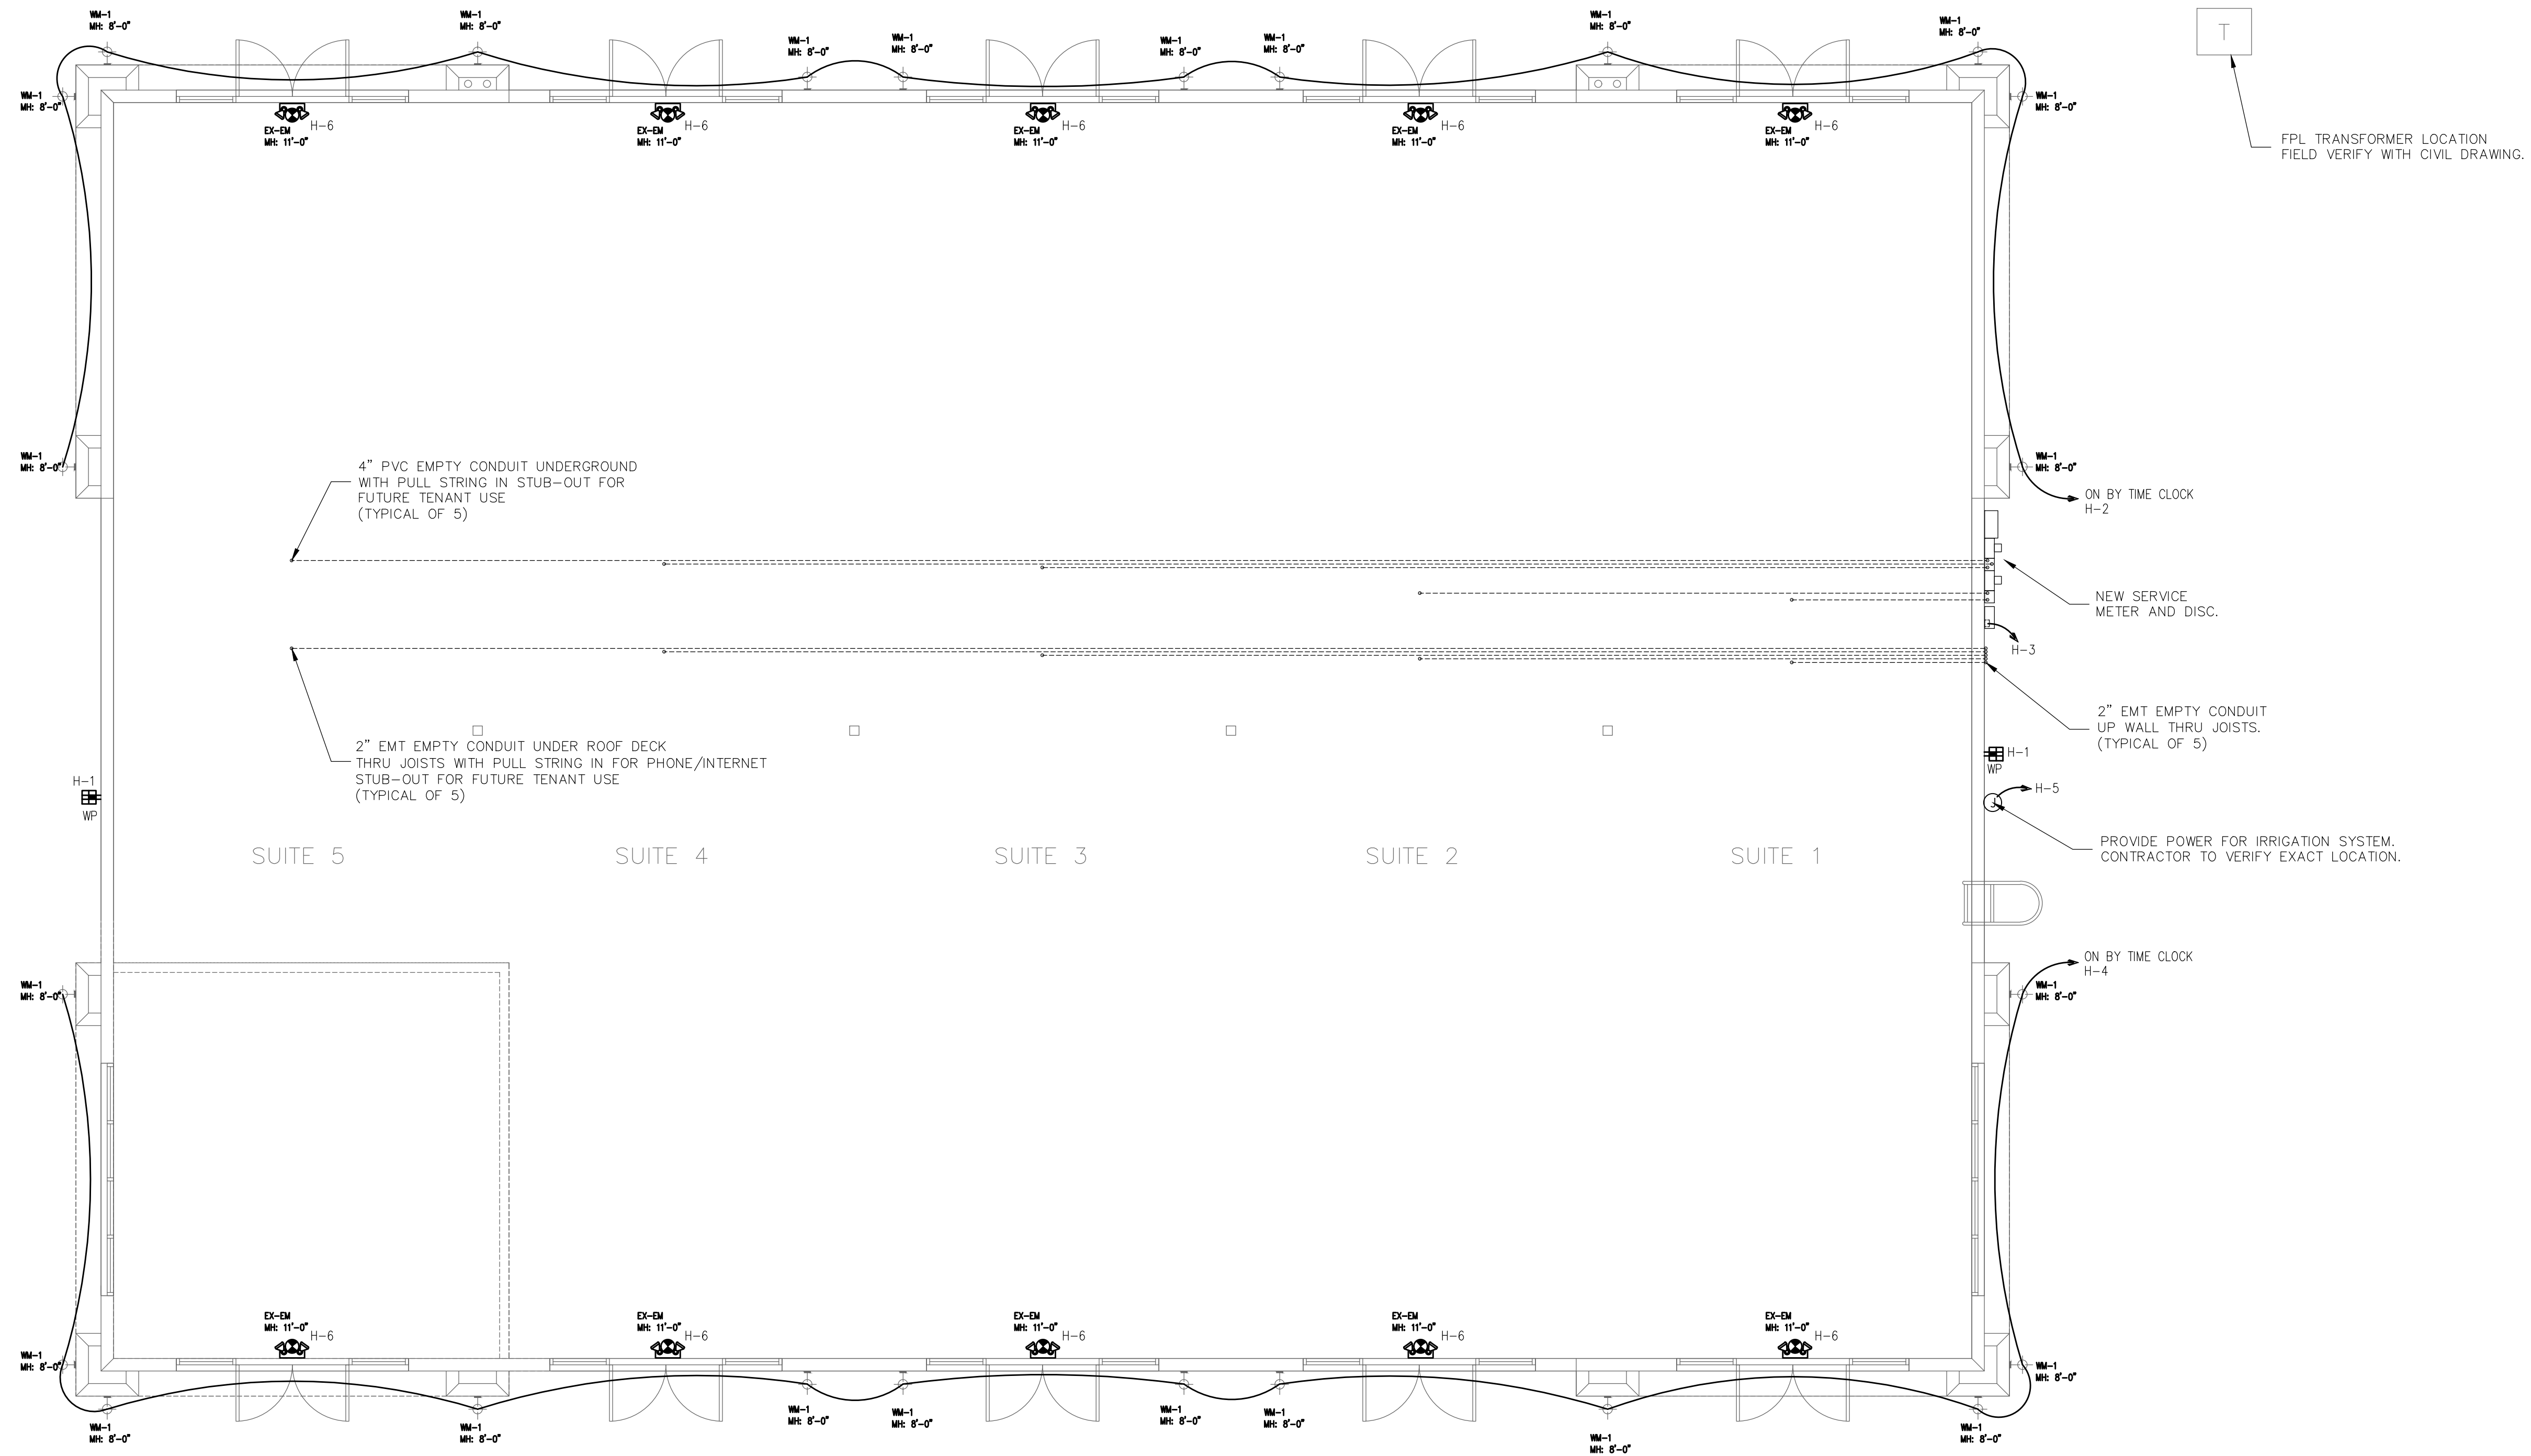 WM-1
MH: 8'-0"
WM-1
MH: 8'-0"
WM-1
MH: 8'-0"
WM-1
MH: 8'-0"
WM-1
MH: 8'-0"
WM-1
MH: 8'-0"
WM-1
MH: 8'-0"
WM-1
MH: 8'-0"
T
WM-1
MH: 8'-0"
WM-1
MH: 8'-0"
EX-EM
MH: 11'-0"
H-6
EX-EM
MH: 11'-0"
H-6
EX-EM
MH: 11'-0"
H-6
EX-EM
MH: 11'-0"
H-6
EX-EM
MH: 11'-0"
H-6
FPL TRANSFORMER LOCATION
FIELD VERIFY WITH CIVIL DRAWING.
WM-1
MH: 8'-0"
4" PVC EMPTY CONDUIT UNDERGROUND
WITH PULL STRING IN STUB-OUT FOR
FUTURE TENANT USE
(TYPICAL OF 5)
WM-1
MH: 8'-0"
ON BY TIME CLOCK
H-2
NEW SERVICE
METER AND DISC.
H-3
2" EMT EMPTY CONDUIT
UP WALL THRU JOISTS.
(TYPICAL OF 5)
2" EMT EMPTY CONDUIT UNDER ROOF DECK
THRU JOISTS WITH PULL STRING IN FOR PHONE/INTERNET
STUB-OUT FOR FUTURE TENANT USE
(TYPICAL OF 5)
H-1
WP
H-1
WP
J
H-5
PROVIDE POWER FOR IRRIGATION SYSTEM.
CONTRACTOR TO VERIFY EXACT LOCATION.
SUITE 5
SUITE 4
SUITE 3
SUITE 2
SUITE 1
ON BY TIME CLOCK
H-4
WM-1
MH: 8'-0"
WM-1
MH: 8'-0"
EX-EM
MH: 11'-0"
H-6
EX-EM
MH: 11'-0"
H-6
EX-EM
MH: 11'-0"
H-6
EX-EM
MH: 11'-0"
H-6
EX-EM
MH: 11'-0"
H-6
WM-1
MH: 8'-0"
WM-1
MH: 8'-0"
WM-1
MH: 8'-0"
WM-1
MH: 8'-0"
WM-1
MH: 8'-0"
WM-1
MH: 8'-0"
WM-1
MH: 8'-0"
WM-1
MH: 8'-0"
WM-1
MH: 8'-0"
WM-1
MH: 8'-0"